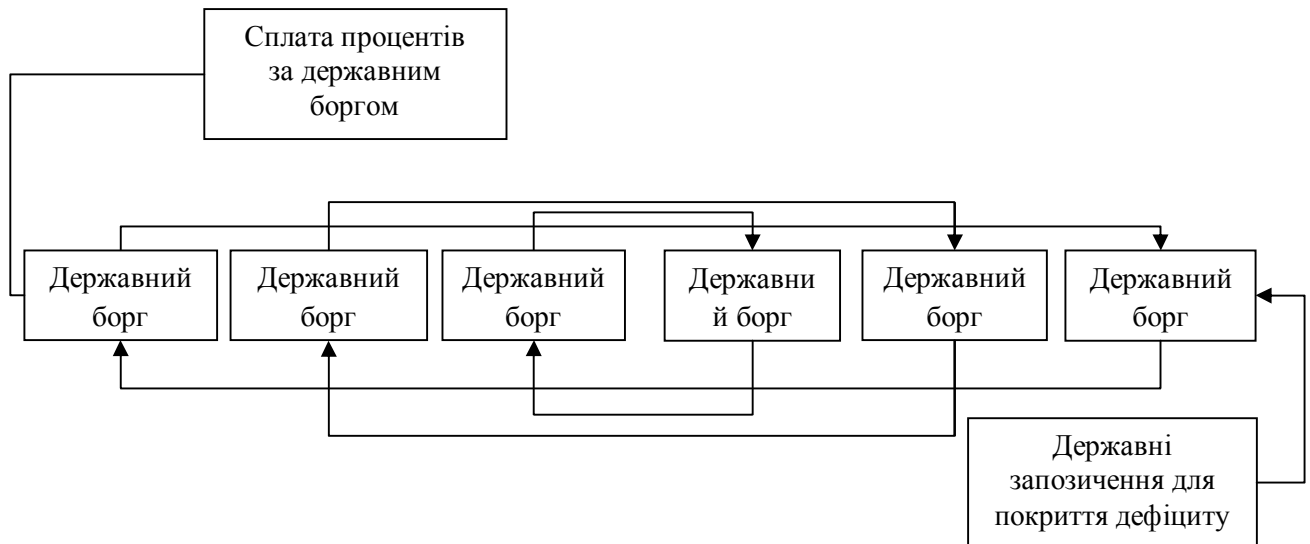 Сплата процентів
за державним
боргом
Державний
борг
Державний
борг
Державний
борг
Державни
й борг
Державний
борг
Державний
борг
Державні
запозичення для
покриття дефіциту